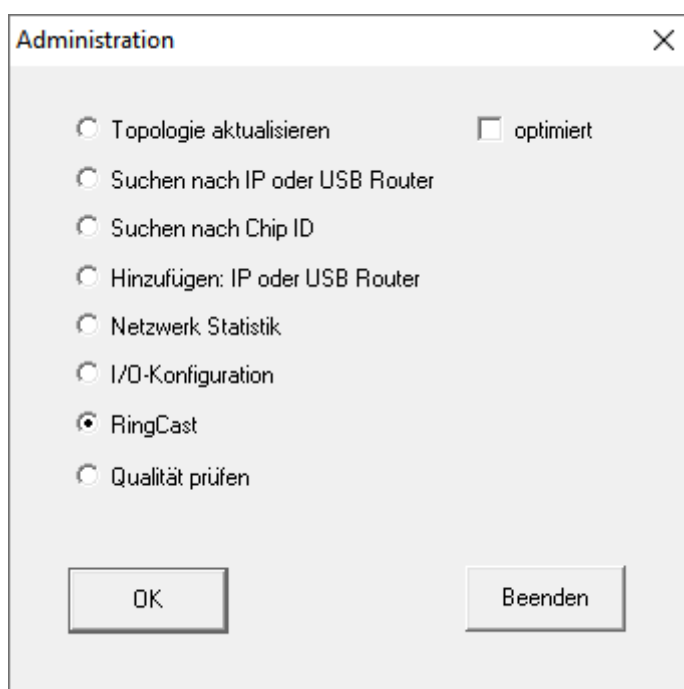 Administration
Topologie aktualisieren
optimiert
Suchen nach IP oder USB Router
Suchen nach Chip ID
Hinzufügen: IP oder USB Router
Netzwerk Statistik
I/O-Konfiguration
RingCast
Qualität prüfen
OK
Beenden